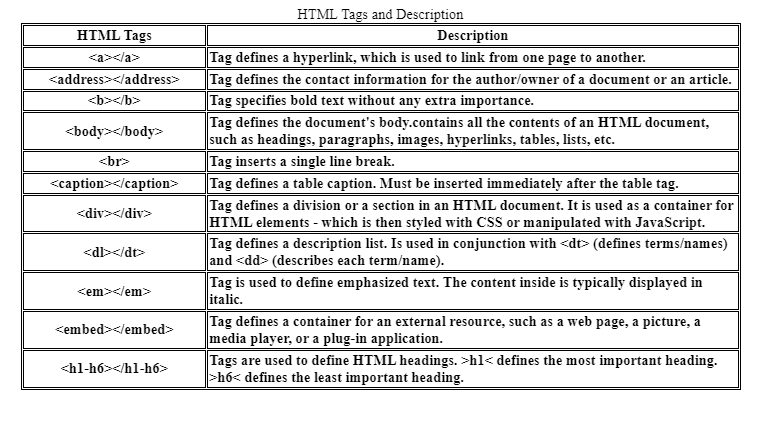 HTML Tags and Description
HTML Tags Description
<a></a> Tag defines a hyperlink, which is used to link from one page to another.
<address></address> Tag defines the contact information for the author/owner of a document or an article.
<b></b> Tag specifies bold text without any extra importance.
<body></body> Tag defines the document's body.contains all the contents of an HTML document,
such as headings, paragraphs, images, hyperlinks, tables, lists, etc.
<br> Tag inserts a single line break.
<caption></caption> Tag defines a table caption. Must be inserted immediately after the table tag.
<div></div> Tag defines a division or a section in an HTML document. It is used as a container for
HTML elements - which is then styled with CSS or manipulated with JavaScript.
<dl></dt> Tag defines a description list. Is used in conjunction with <dt> (defines terms/names)
and <dd> (describes each term/name).
<em></em> Tag is used to define emphasized text. The content inside is typically displayed in
italic.
<embed></embed> Tag defines a container for an external resource, such as a web page, a picture, a
media player, or a plug-in application.
<h1-h6></h1-h6> Tags are used to define HTML headings. >h1< defines the most important heading.
>h6< defines the least important heading.